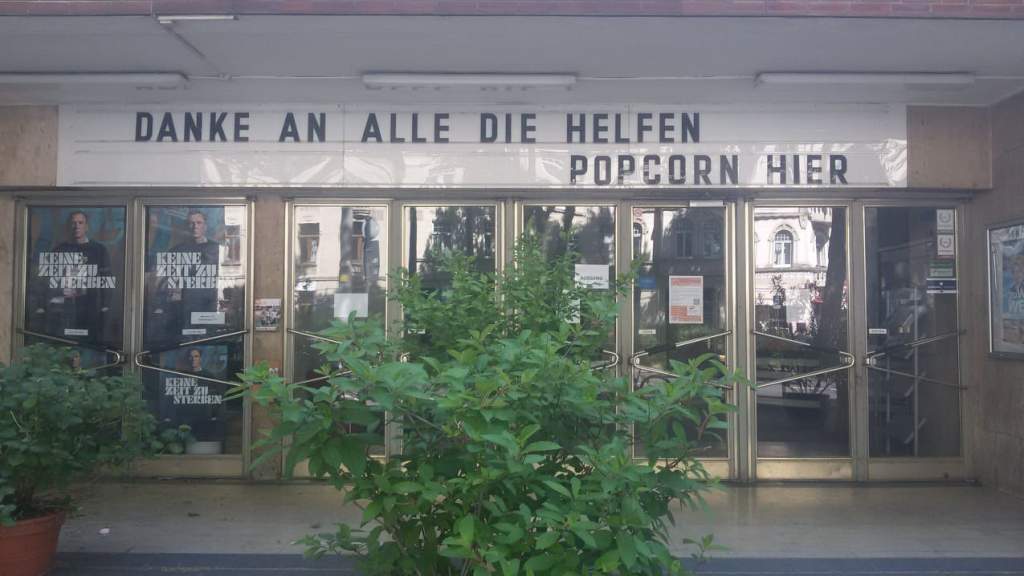 DANKE AN ALLE DIE HELFEN
POPCORN HIER
KEINE
ZEIT ZU
STERBEN
KEINE
ZEIT ZU
STERBEN
KEINE
ZEIT ZU
STERBEN
AUSGANG